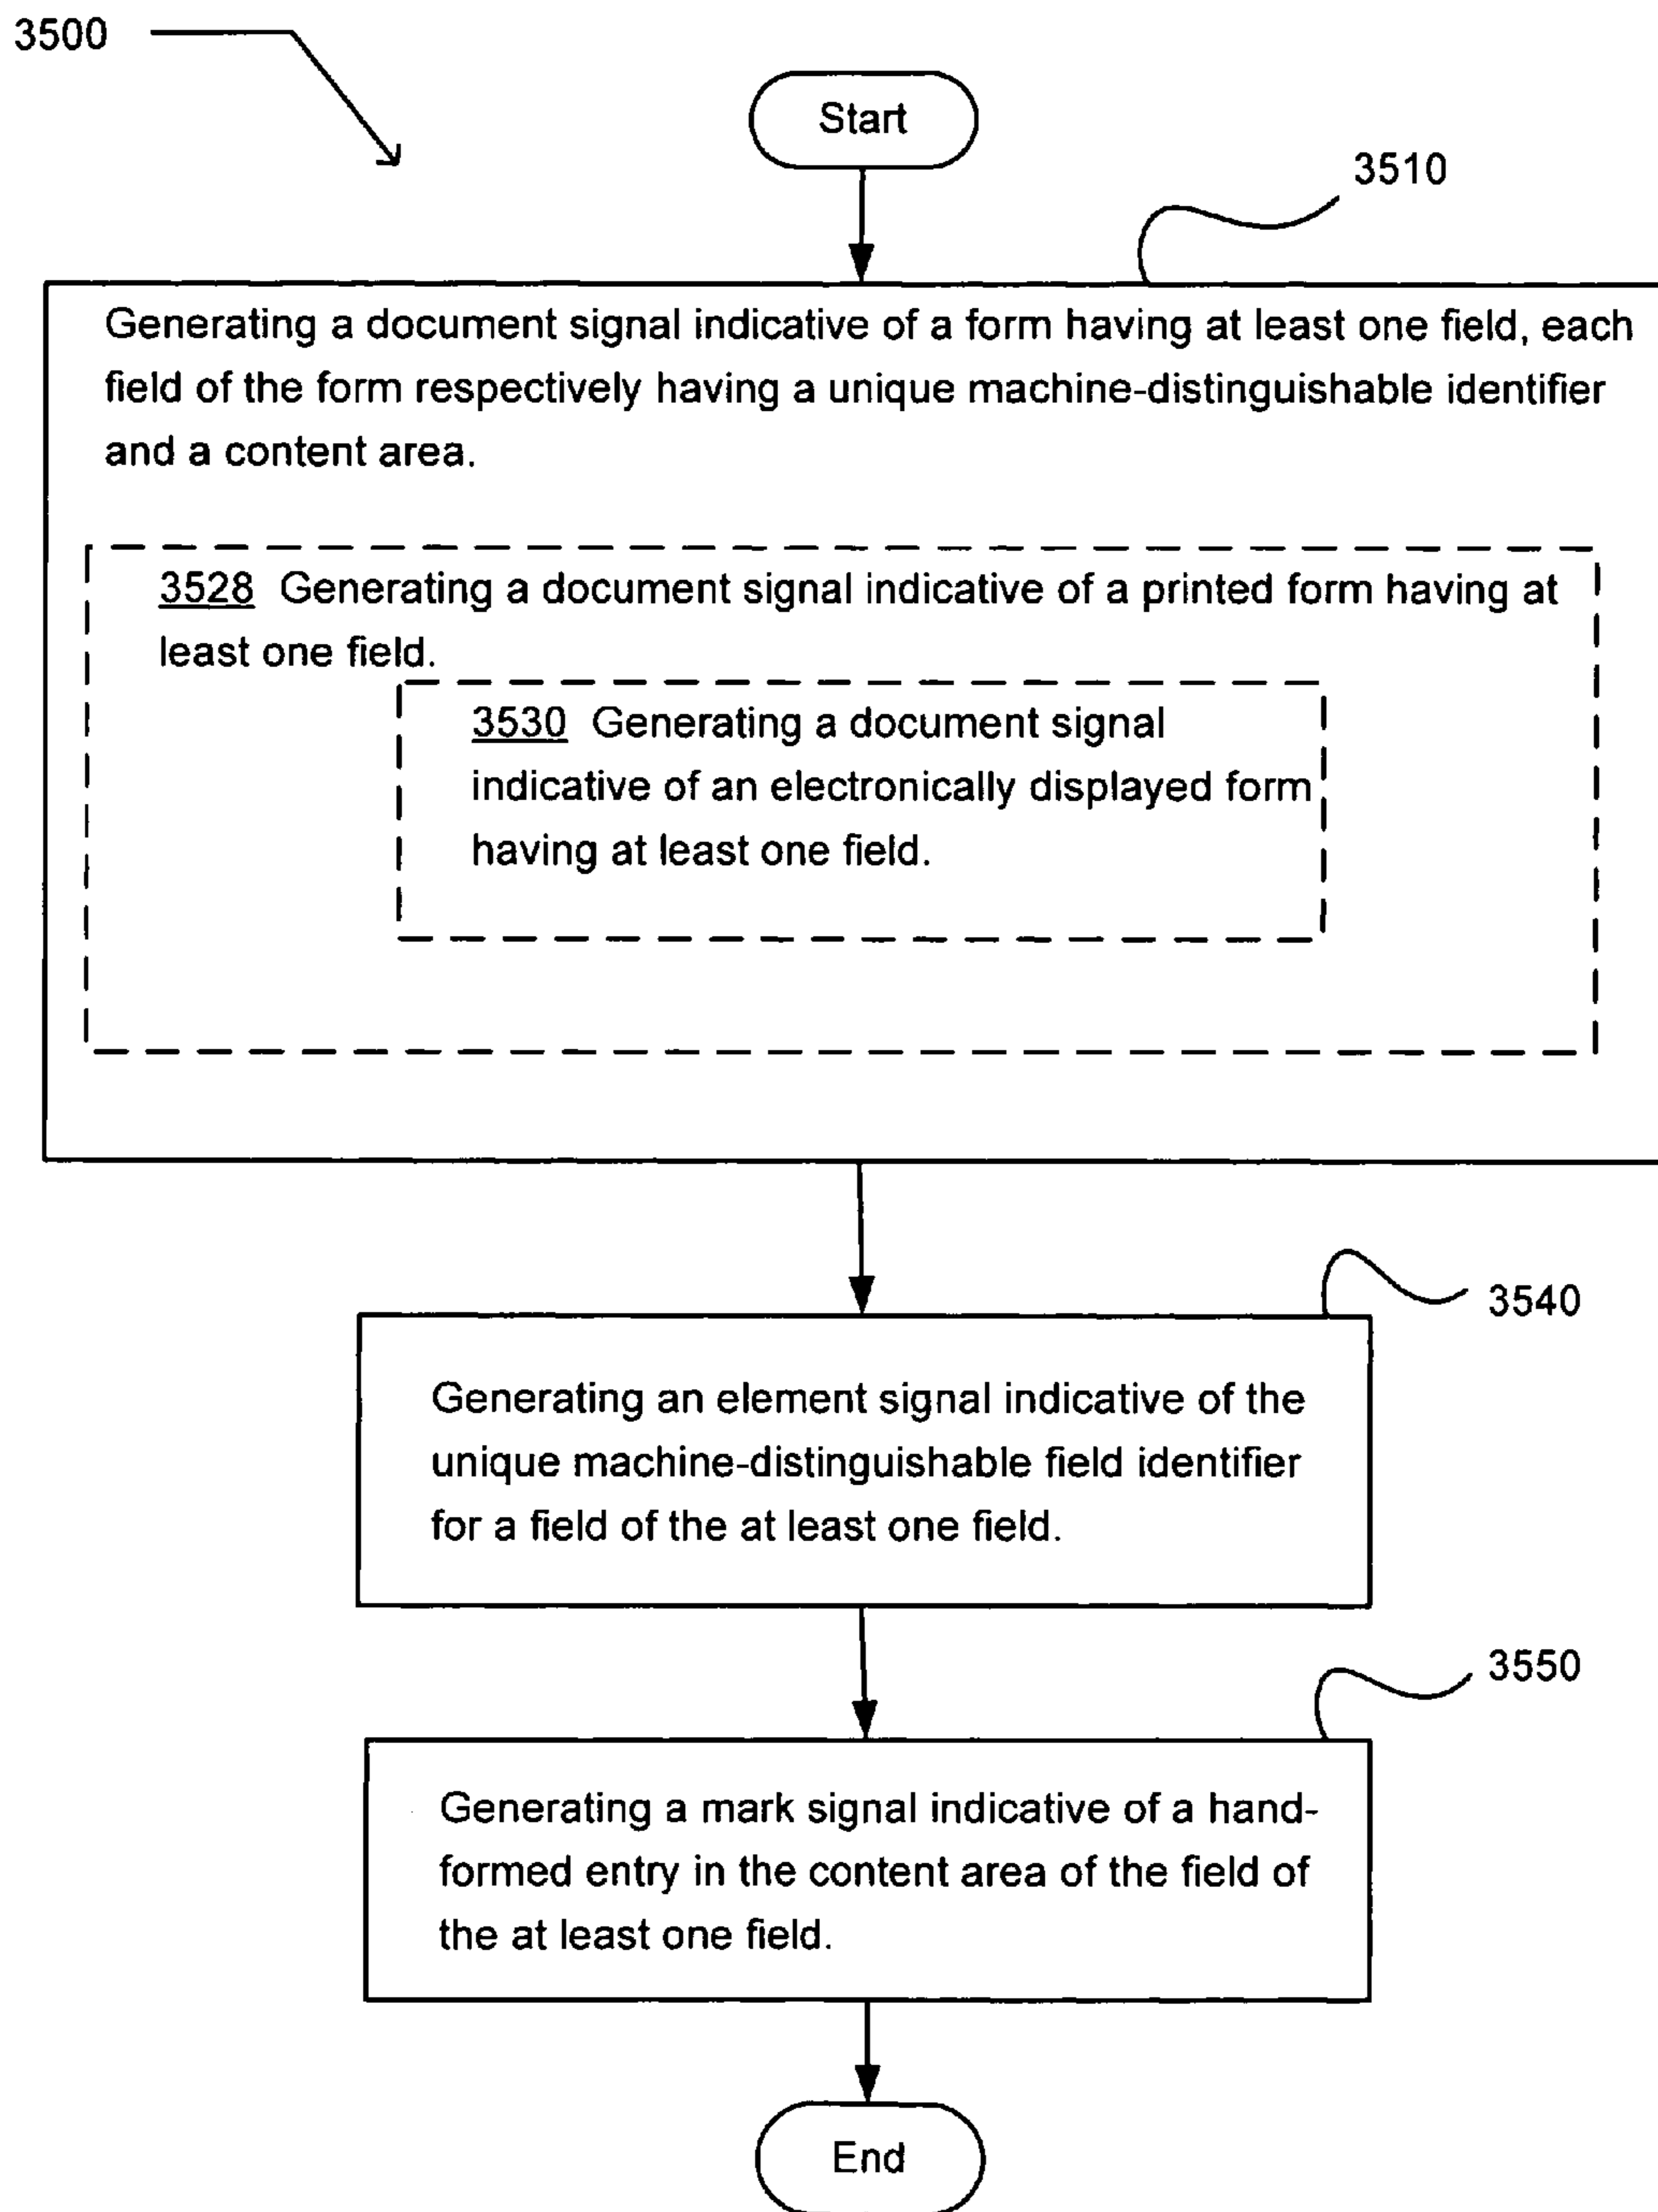 3500
Start
3510
Generating a document signal indicative of a form having at least one field, each
field of the form respectively having a unique machine-distinguishable identifier
and a content area.
3528 Generating a document signal indicative of a printed form having at
least one field.
3530 Generating a document signal
indicative of an electronically displayed form
having at least one field.
3540
Generating an element signal indicative of the
unique machine-distinguishable field identifier
for a field of the at least one field.
3550
Generating a mark signal indicative of a hand-
formed entry in the content area of the field of
the at least one field.
End